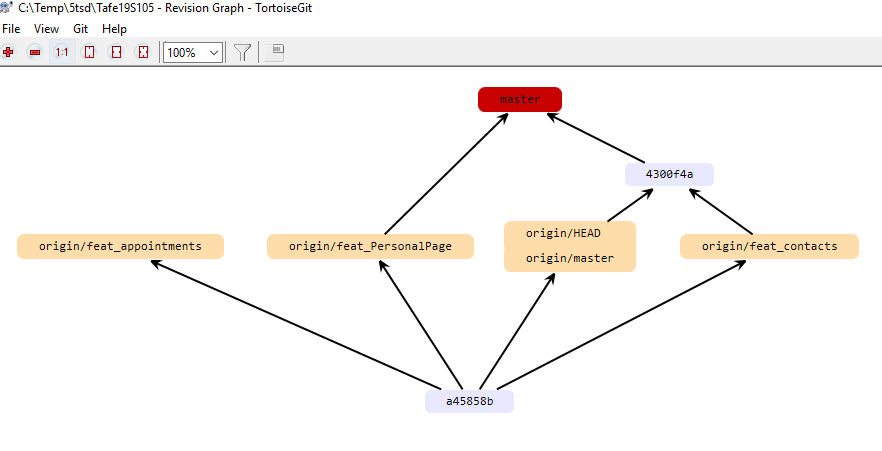 C:\Temp\5tsd\Tafe19S105 - Revision Graph - TortoiseGit
File View Git Help
1:1 100%
master
4300f4a
origin/feat_appointments origin/feat_PersonalPage origin/HEAD origin/feat_contacts
origin/master
a45858b